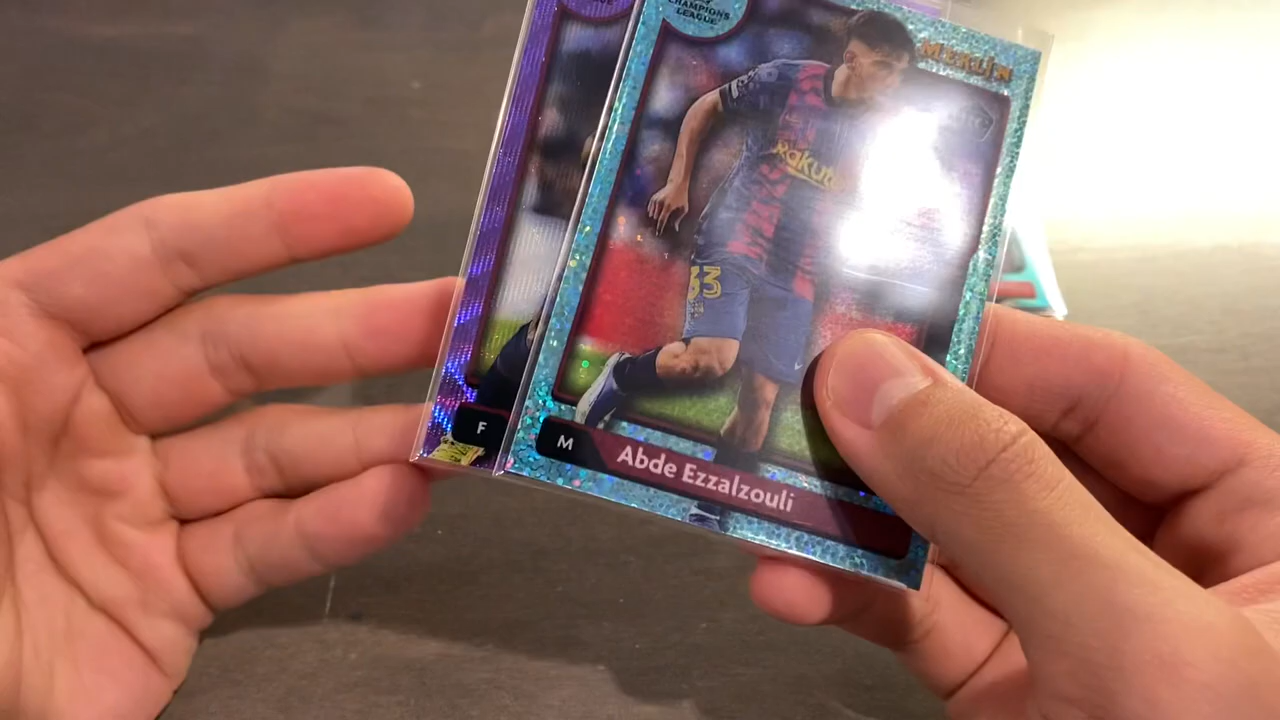 CHAMPIONS
LEAGUE
MERLIN
Rakuten
33
F
M
Abde Ezzalzouli